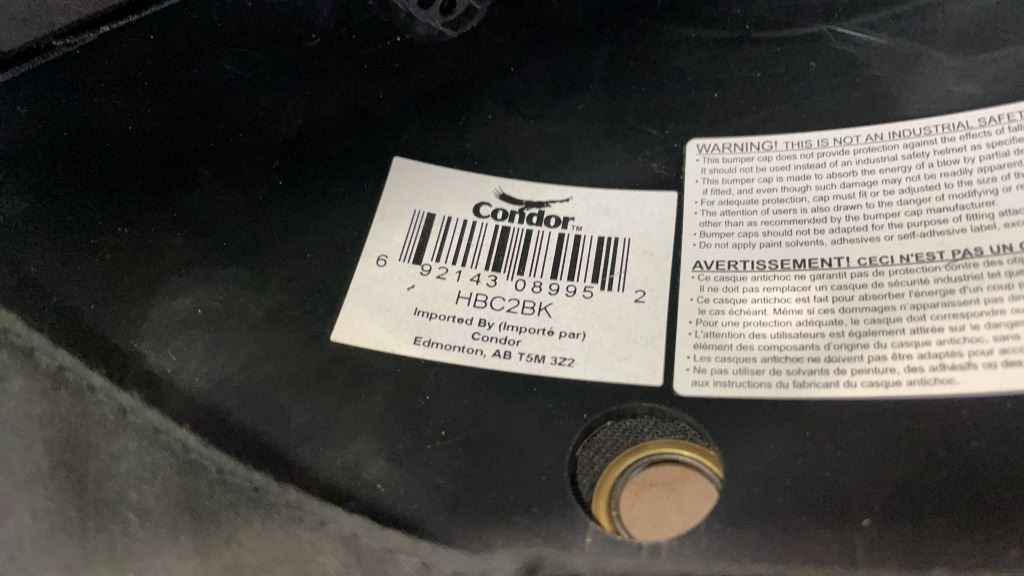 Condor™
6 92143 08995 2
HBC2BK
Imported By (Importé par)
Condor
Edmonton, AB T5M 3Z2
WARNING! THIS IS NOT AN INDUSTRIAL SAFET
• This bumper cap does not provide protection against the effects of falli
It should not be used instead of an industrial safety helmet as specifie
• This bumper cap is made to absorb the energy of a blow by partial de
if fitted, and even though such damage may not be readily apparent
• For adequate protection, cap must fit or be adjusted to the size of th
• The attention of users is also drawn to the danger of modifying or re
other than as recommended by the bumper cap manufacturer.
• Bumper caps should not be adapted for the purpose of fitting attac
• Do not apply paint solvents, adhesives or self-adhesive label, exc
AVERTISSEMENT! CECI N'EST PAS UN C
• Ce casque antichoc ne garantit pas de protection contre des obj
Il ne doit pas remplacer un casque de sécurité industriel tel que
• Ce casque antichoc est fait pour absorber l'énergie d'un coup p
le cas échéant. Même si ces dommages n'apparaissent pas dire
• Pour une protection adéquate, le casque doit correspondre ou
• L'attention des utilisateurs est également attirée sur le danger
élément des composants d'origine du casque antichoc, sans
• Les casques antichoc ne doivent pas être adaptés pour acco
• Ne pas utiliser de solvants de peinture, des adhésifs ou des
aux instructions du fabricant du casque antichoc.